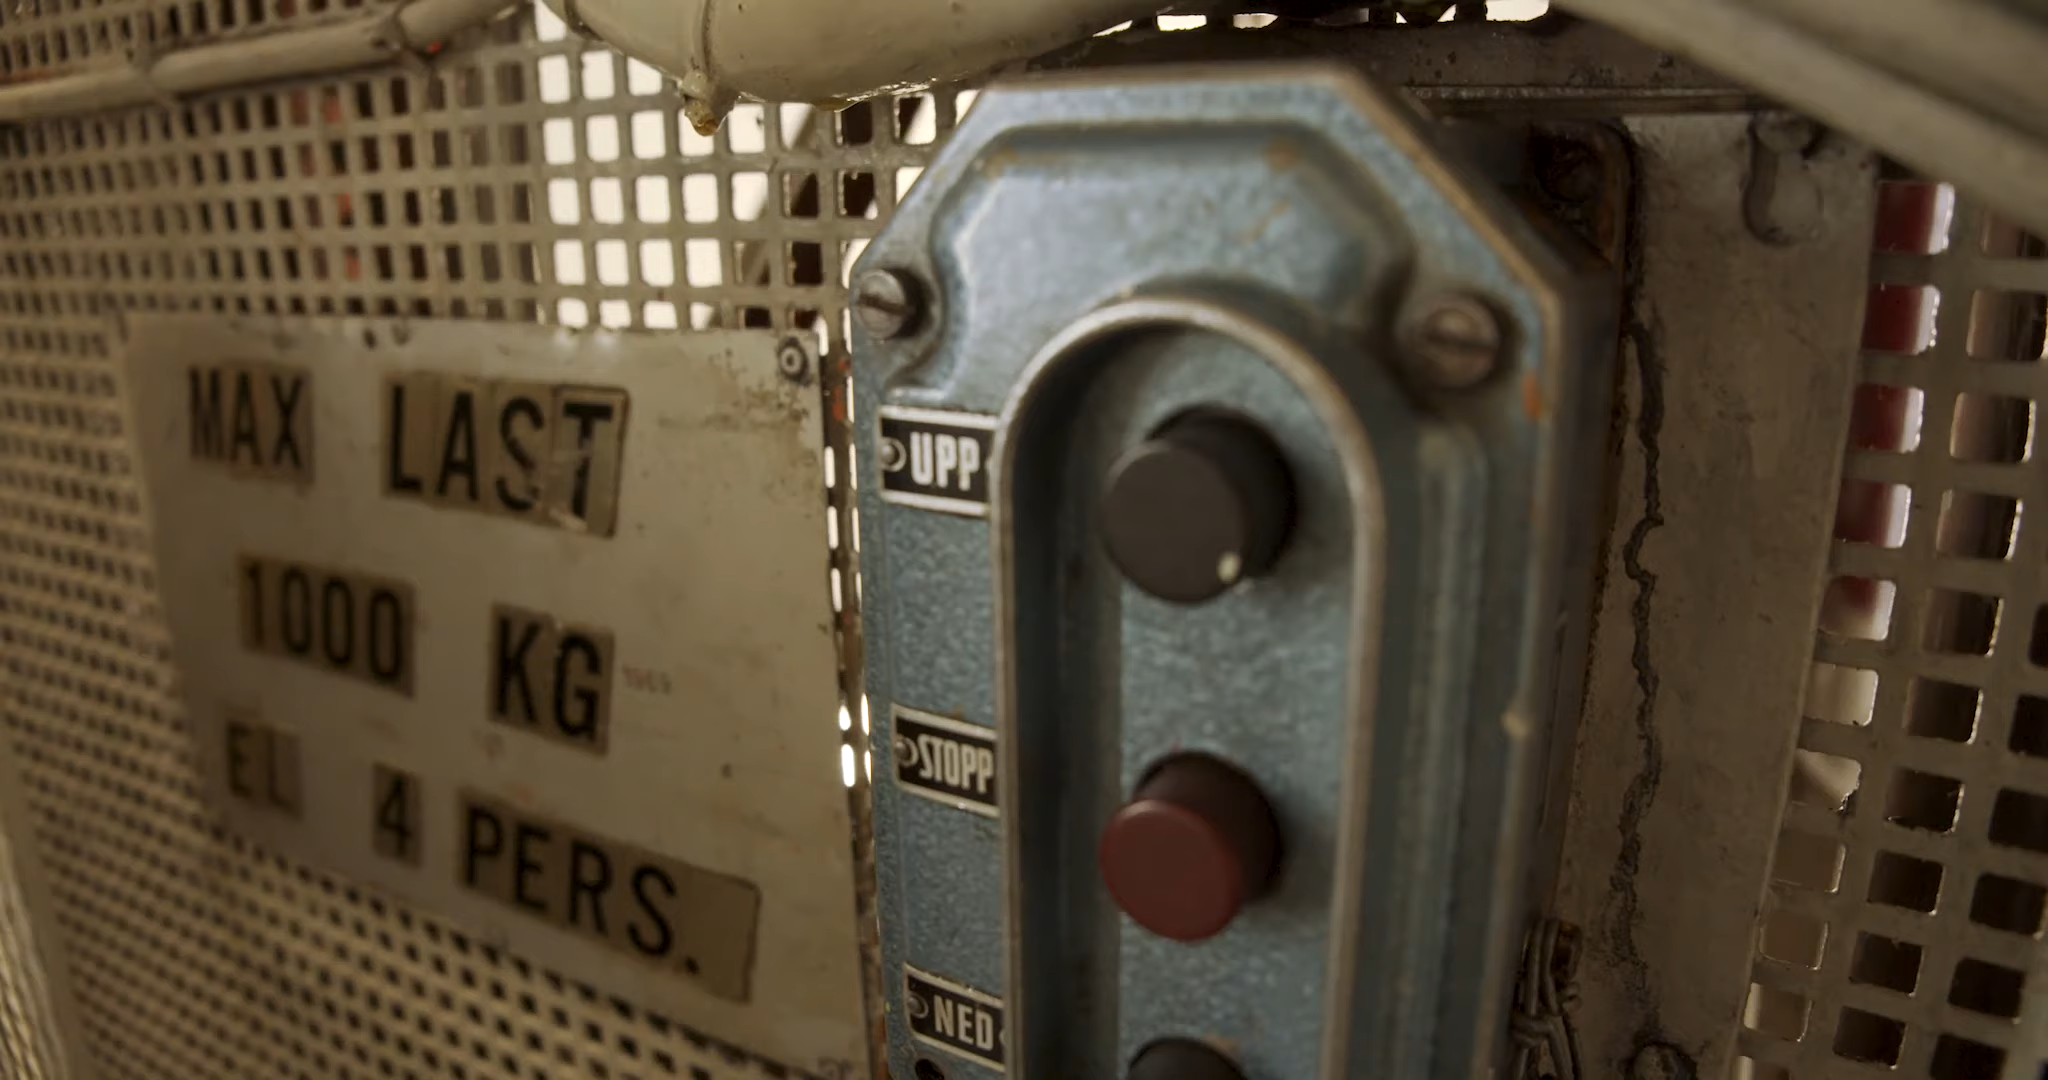 MAX LAST
1000 KG
EL 4 PERS.
UPP
STOPP
NED